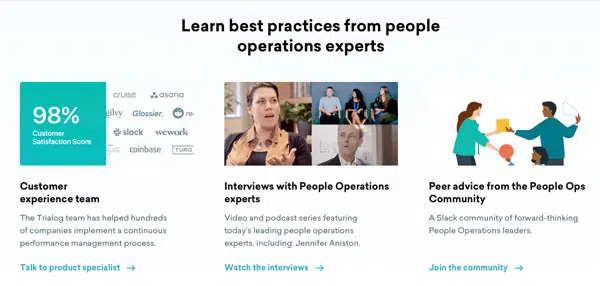 Learn best practices from people
operations experts
98%
Customer
Satisfaction Score
cruise asana
Glossier.
slack wework
coinbase TURO
Customer
experience team
The Trialog team has helped hundreds
of companies implement a continuous
performance management process.
Talk to product specialist →
Interviews with People Operations
experts
Video and podcast series featuring
today's leading people operations
experts, including: Jennifer Aniston.
Watch the interviews →
Peer advice from the People Ops
Community
A Slack community of forward-thinking
People Operations leaders.
Join the community →